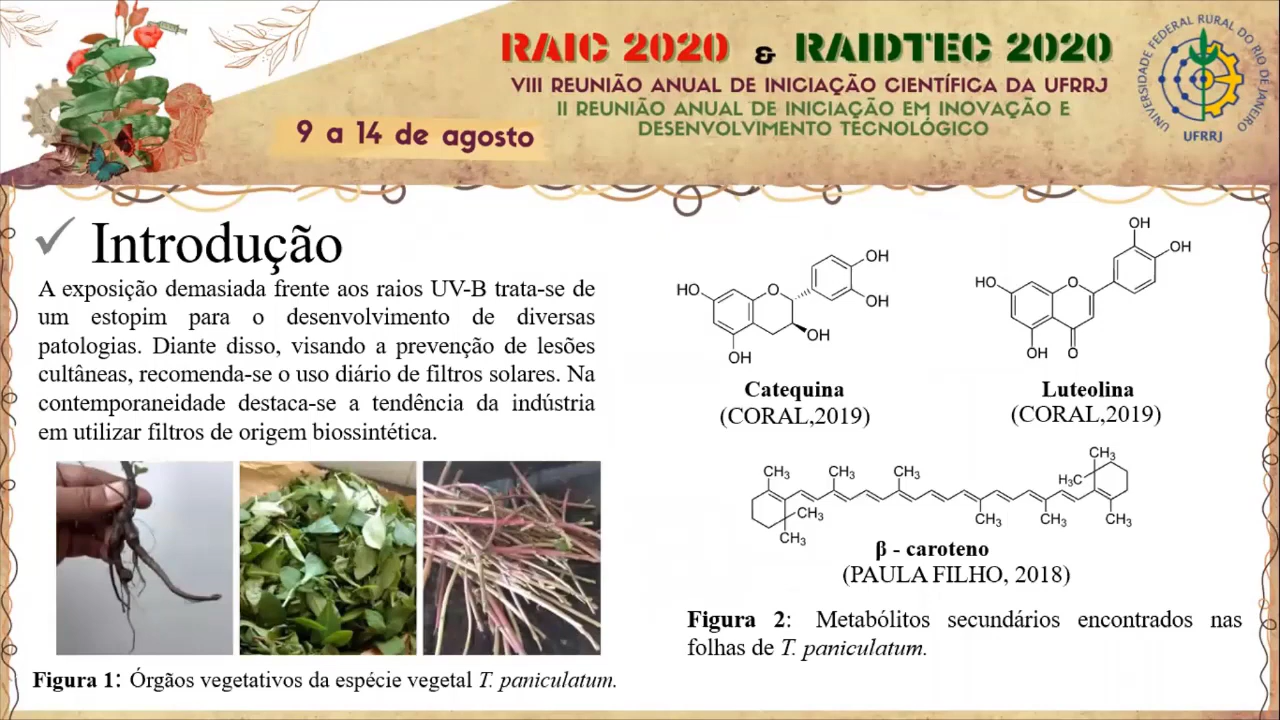 RAIC 2020 & RAIDTEC 2020
VIII REUNIÃO ANUAL DE INICIAÇÃO CIENTÍFICA DA UFRRJ
II REUNIÃO ANUAL DE INICIAÇÃO EM INOVAÇÃO E
DESENVOLVIMENTO TECNOLÓGICO
9 a 14 de agosto
UNIVERSIDADE FEDERAL RURAL DO RIO DE JANEIRO
UFRRJ
✓ Introdução
A exposição demasiada frente aos raios UV-B trata-se de
um estopim para o desenvolvimento de diversas
patologias. Diante disso, visando a prevenção de lesões
cultâneas, recomenda-se o uso diário de filtros solares. Na
contemporaneidade destaca-se a tendência da indústria
em utilizar filtros de origem biossintética.
Figura 1: Órgãos vegetativos da espécie vegetal T. paniculatum.
OH
HO
O
OH
OH
OH
Catequina
(CORAL,2019)
OH
OH
HO
O
OH
O
Luteolina
(CORAL,2019)
CH3
CH3
CH3
CH3
H3C
CH3
CH3
CH3
CH3
CH3
β - caroteno
(PAULA FILHO, 2018)
Figura 2: Metabólitos secundários encontrados nas
folhas de T. paniculatum.